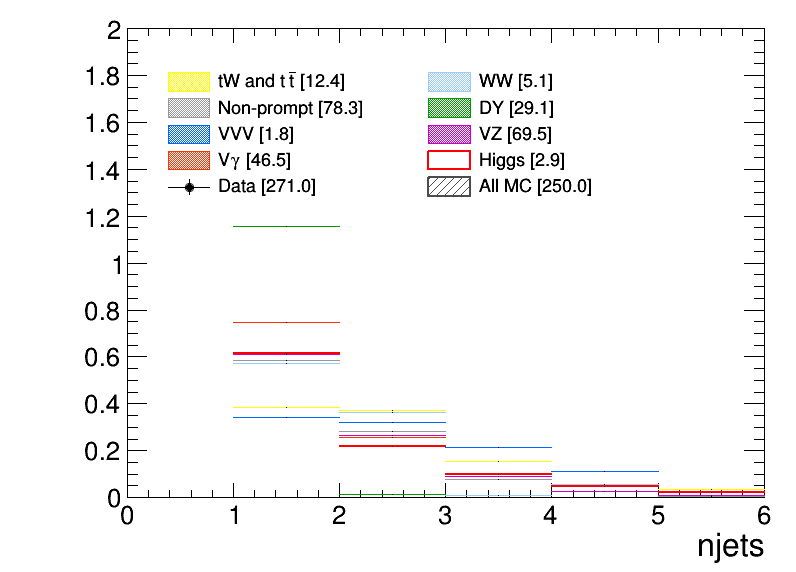 2
1.8
1.6
1.4
1.2
1
0.8
0.6
0.4
0.2
0
tW and t t̄ [12.4]
Non-prompt [78.3]
VVV [1.8]
Vγ [46.5]
Data [271.0]
WW [5.1]
DY [29.1]
VZ [69.5]
Higgs [2.9]
All MC [250.0]
0 1 2 3 4 5 6
njets